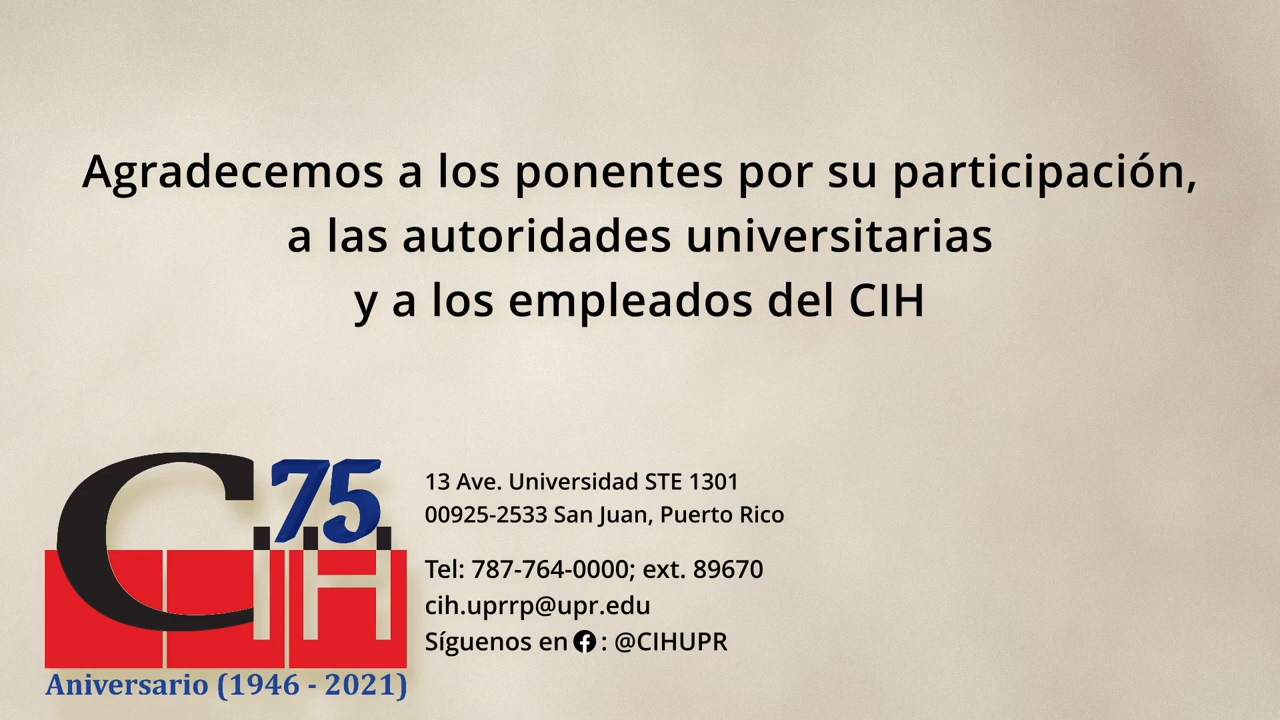 Agradecemos a los ponentes por su participación,
a las autoridades universitarias
y a los empleados del CIH
CIH 75
Aniversario (1946 - 2021)
13 Ave. Universidad STE 1301
00925-2533 San Juan, Puerto Rico
Tel: 787-764-0000; ext. 89670
cih.uprrp@upr.edu
Síguenos en : @CIHUPR